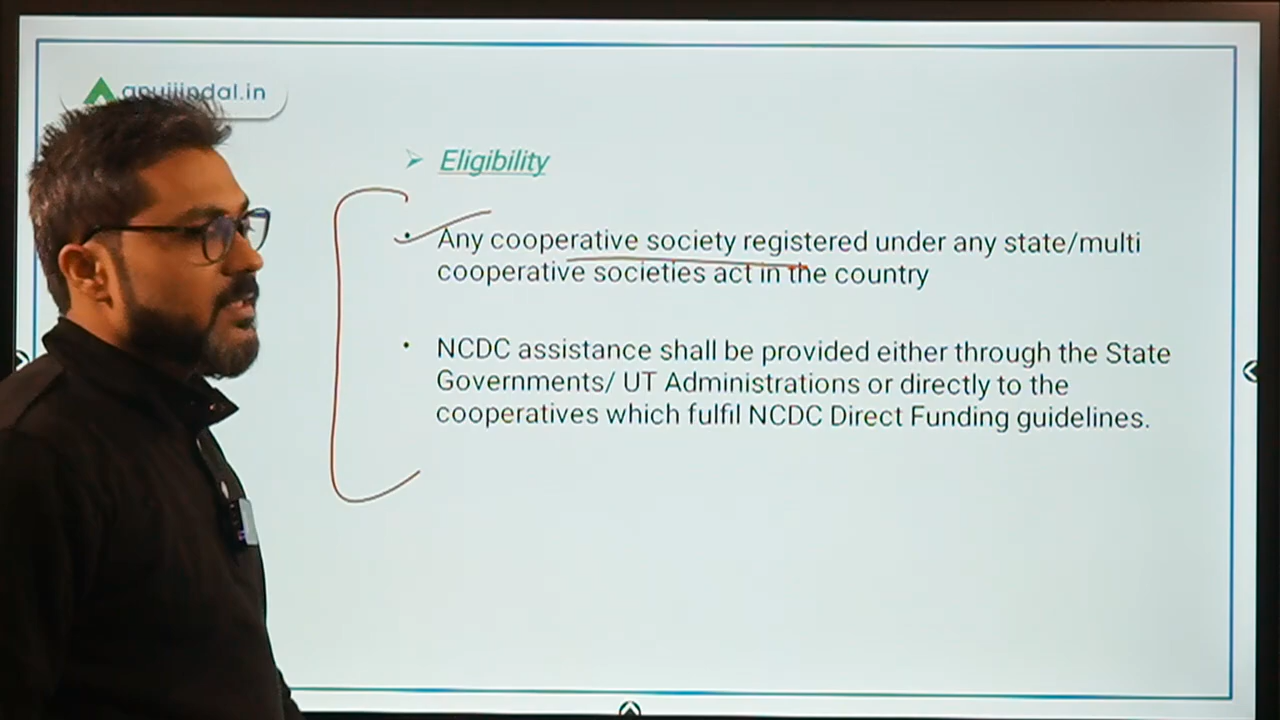 anujjindal.in
Eligibility
Any cooperative society registered under any state/multi
cooperative societies act in the country
NCDC assistance shall be provided either through the State
Governments/ UT Administrations or directly to the
cooperatives which fulfil NCDC Direct Funding guidelines.